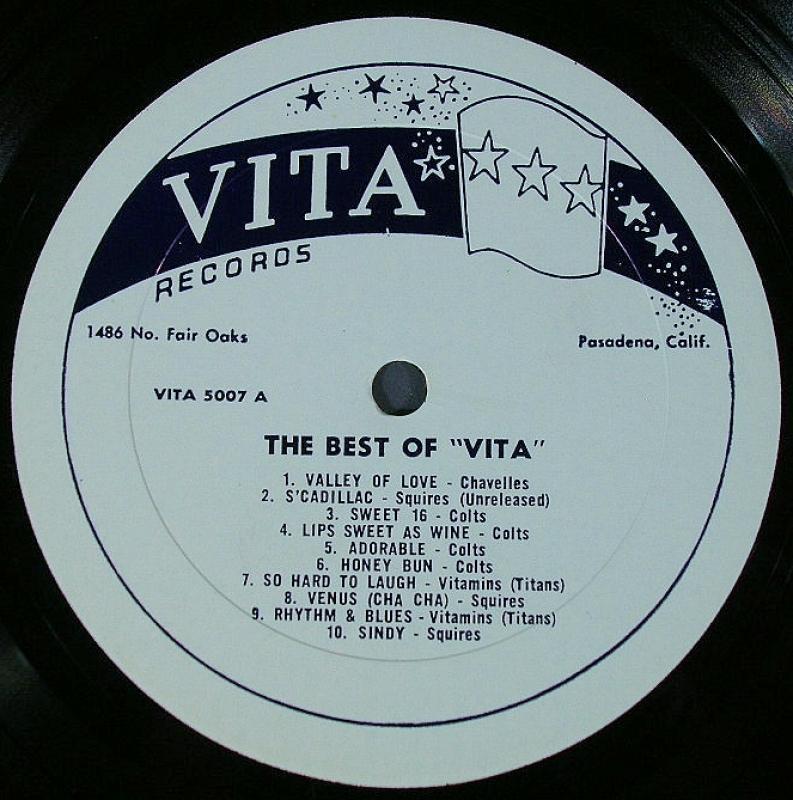 VITA
RECORDS
1486 No. Fair Oaks
Pasadena, Calif.
VITA 5007 A
THE BEST OF "VITA"
1. VALLEY OF LOVE - Chavelles
2. S'CADILLAC - Squires (Unreleased)
3. SWEET 16 - Colts
4. LIPS SWEET AS WINE - Colts
5. ADORABLE - Colts
6. HONEY BUN - Colts
7. SO HARD TO LAUGH - Vitamins (Titans)
8. VENUS (CHA CHA) - Squires
9. RHYTHM & BLUES - Vitamins (Titans)
10. SINDY - Squires